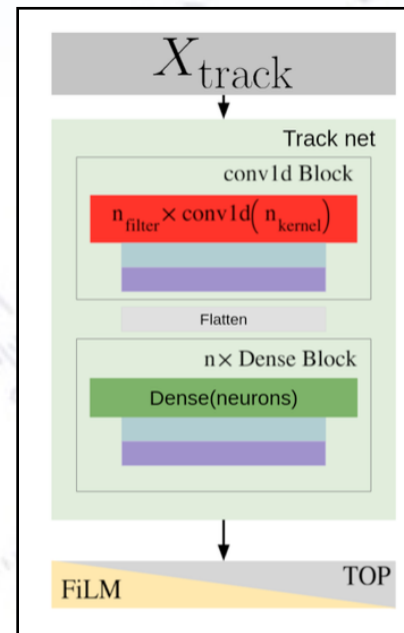 X_track
Track net
conv1d Block
n_filter × conv1d( n_kernel )
Flatten
n× Dense Block
Dense(neurons)
TOP
FiLM